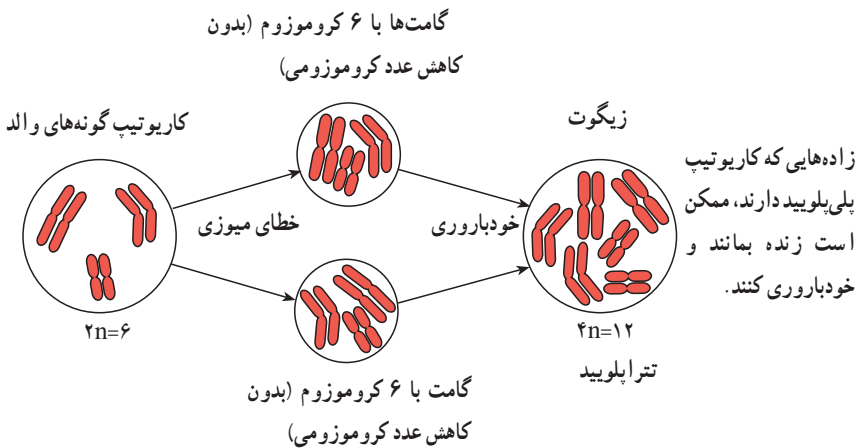 گامت‌ها با ۶ کروموزوم (بدون
کاهش عدد کروموزومی)
کاریوتیپ گونه‌های والد
زیگوت
زاده‌هایی که کاریوتیپ
پلی‌پلویید دارند، ممکن
است زنده بمانند و
خودباروری کنند.
خطای میوزی
خودباروری
۲n=۶
۴n=۱۲
تتراپلویید
گامت با ۶ کروموزوم (بدون
کاهش عدد کروموزومی)